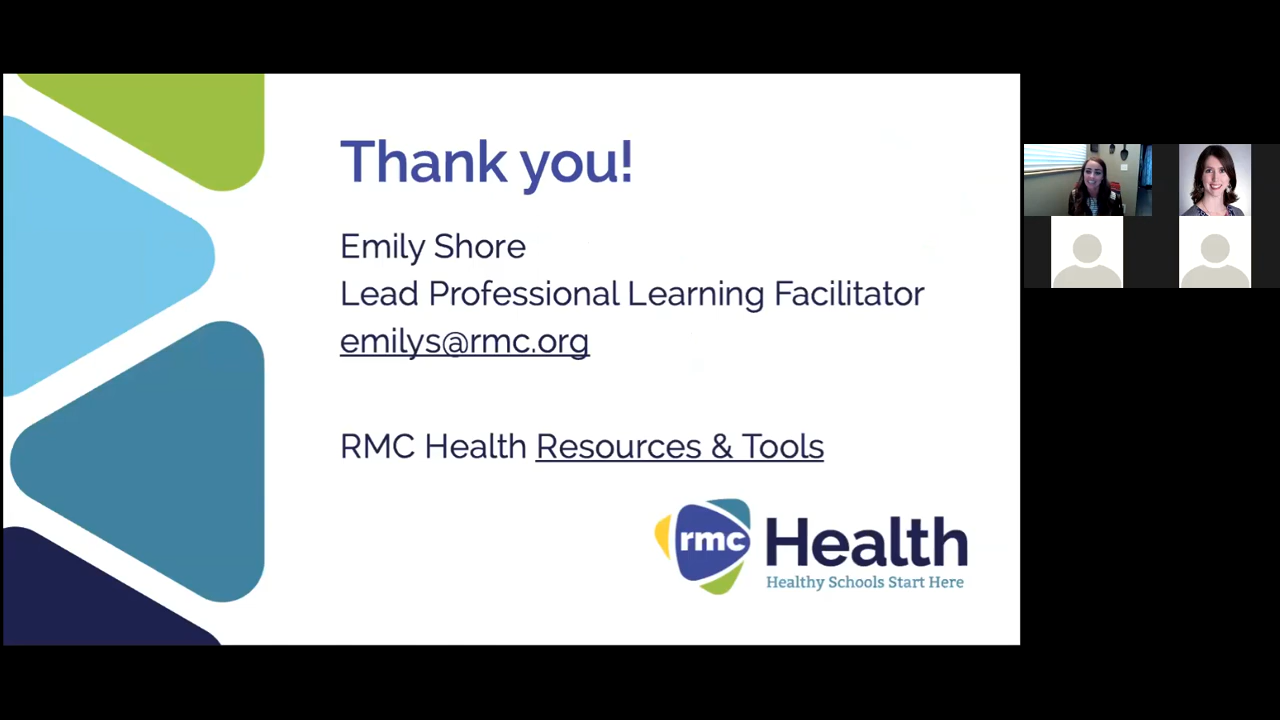 Thank you!
Emily Shore
Lead Professional Learning Facilitator
emilys@rmc.org
RMC Health Resources & Tools
rmc Health
Healthy Schools Start Here